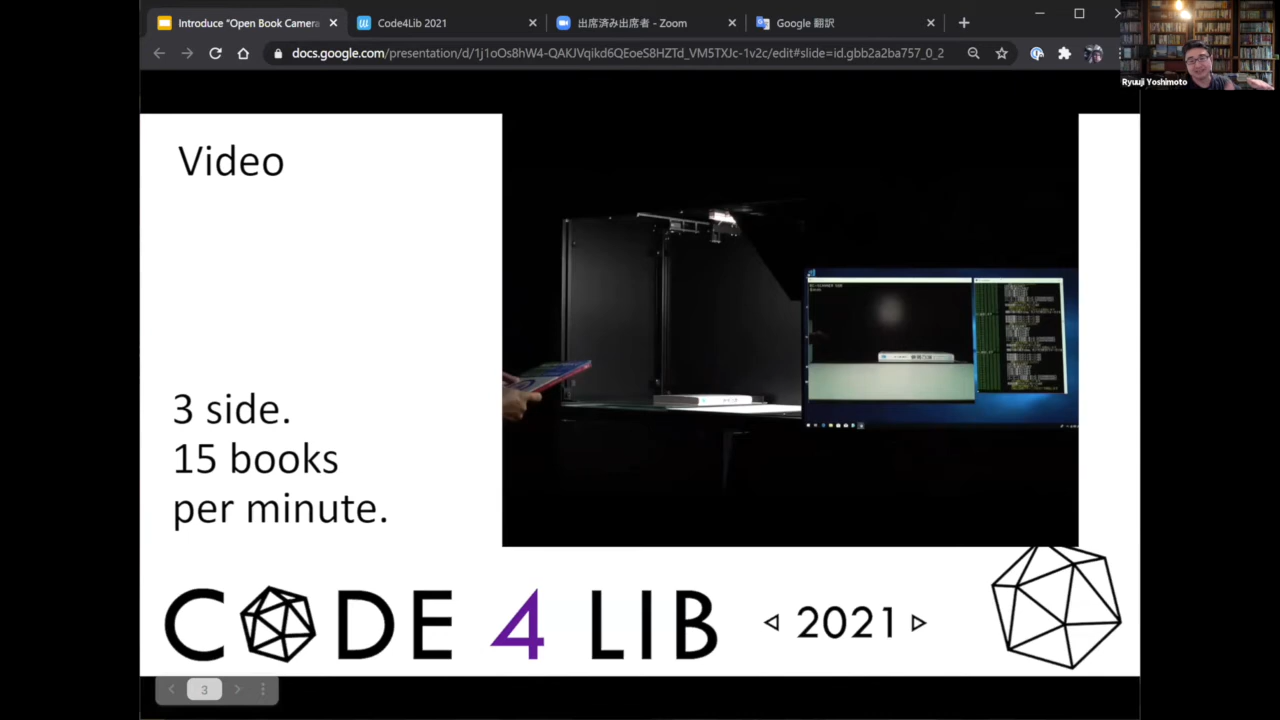 Introduce "Open Book Camera
Code4Lib 2021
出席済み出席者 - Zoom
Google 翻訳
docs.google.com/presentation/d/1j1oOs8hW4-QAKJVqikd6QEoeS8HZTd_VM5TXJc-1v2c/edit#slide=id.gbb2a2ba757_0_2
Ryuuji Yoshimoto
Video
3 side.
15 books
per minute.
CODE 4 LIB 2021
3